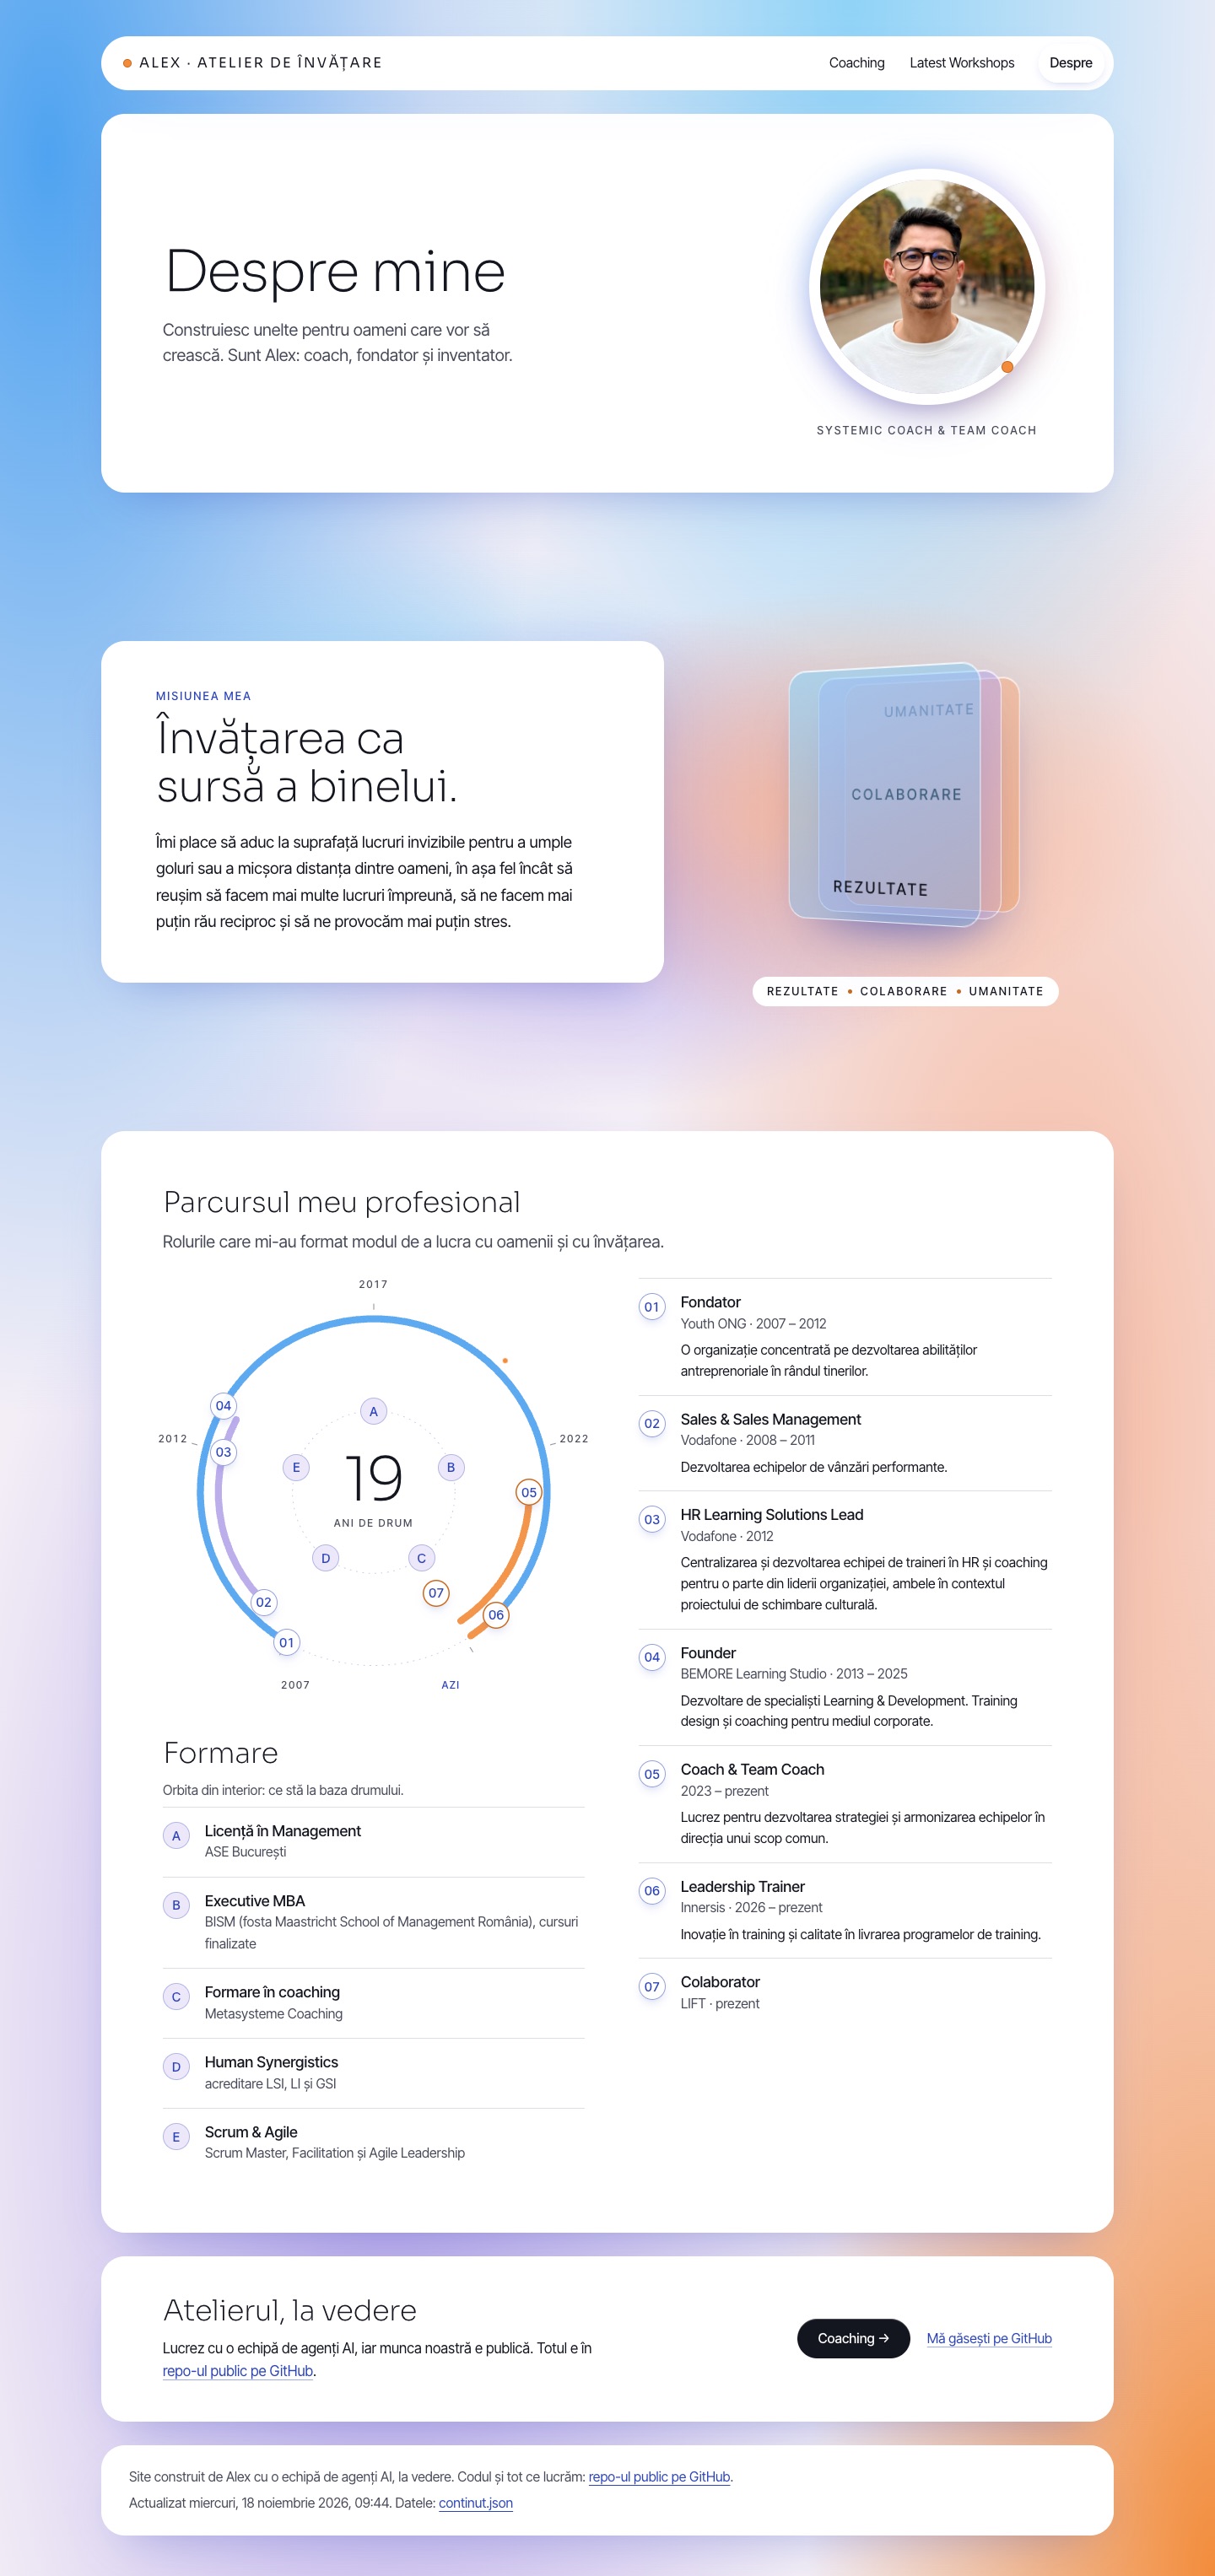 ALEX · ATELIER DE ÎNVĂȚARE
Coaching
Latest Workshops
Despre
Despre mine
Construiesc unelte pentru oameni care vor să
crească. Sunt Alex: coach, fondator și inventator.
SYSTEMIC COACH & TEAM COACH
MISIUNEA MEA
Învățarea ca
sursă a binelui.
Îmi place să aduc la suprafață lucruri invizibile pentru a umple
goluri sau a micșora distanța dintre oameni, în așa fel încât să
reușim să facem mai multe lucruri împreună, să ne facem mai
puțin rău reciproc și să ne provocăm mai puțin stres.
UMANITATE
COLABORARE
REZULTATE
REZULTATE • COLABORARE • UMANITATE
Parcursul meu profesional
Rolurile care mi-au format modul de a lucra cu oamenii și cu învățarea.
2017
04
A
2012
2022
03
E
19
B
05
ANI DE DRUM
D
C
07
02
06
01
2007
AZI
01
Fondator
Youth ONG · 2007 – 2012
O organizație concentrată pe dezvoltarea abilităților
antreprenoriale în rândul tinerilor.
02
Sales & Sales Management
Vodafone · 2008 – 2011
Dezvoltarea echipelor de vânzări performante.
03
HR Learning Solutions Lead
Vodafone · 2012
Centralizarea și dezvoltarea echipei de traineri în HR și coaching
pentru o parte din liderii organizației, ambele în contextul
proiectului de schimbare culturală.
04
Founder
BEMORE Learning Studio · 2013 – 2025
Dezvoltare de specialiști Learning & Development. Training
design și coaching pentru mediul corporate.
05
Coach & Team Coach
2023 – prezent
Lucrez pentru dezvoltarea strategiei și armonizarea echipelor în
direcția unui scop comun.
06
Leadership Trainer
Innersis · 2026 – prezent
Inovație în training și calitate în livrarea programelor de training.
07
Colaborator
LIFT · prezent
Formare
Orbita din interior: ce stă la baza drumului.
A
Licență în Management
ASE București
B
Executive MBA
BISM (fosta Maastricht School of Management România), cursuri
finalizate
C
Formare în coaching
Metasysteme Coaching
D
Human Synergistics
acreditare LSI, LI și GSI
E
Scrum & Agile
Scrum Master, Facilitation și Agile Leadership
Atelierul, la vedere
Lucrez cu o echipă de agenți AI, iar munca noastră e publică. Totul e în
repo-ul public pe GitHub.
Coaching →
Mă găsești pe GitHub
Site construit de Alex cu o echipă de agenți AI, la vedere. Codul și tot ce lucrăm: repo-ul public pe GitHub.
Actualizat miercuri, 18 noiembrie 2026, 09:44. Datele: continut.json